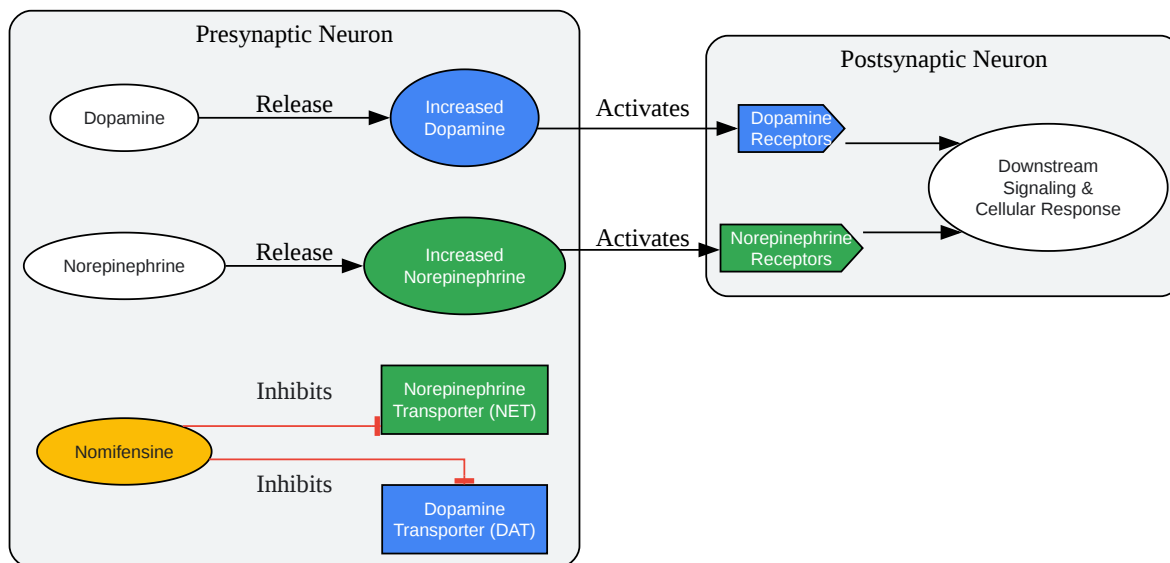 Presynaptic Neuron
Dopamine
Release
Increased
Dopamine
Activates
Norepinephrine
Release
Increased
Norepinephrine
Activates
Nomifensine
Inhibits
Norepinephrine
Transporter (NET)
Inhibits
Dopamine
Transporter (DAT)
Postsynaptic Neuron
Dopamine
Receptors
Norepinephrine
Receptors
Downstream
Signaling &
Cellular Response